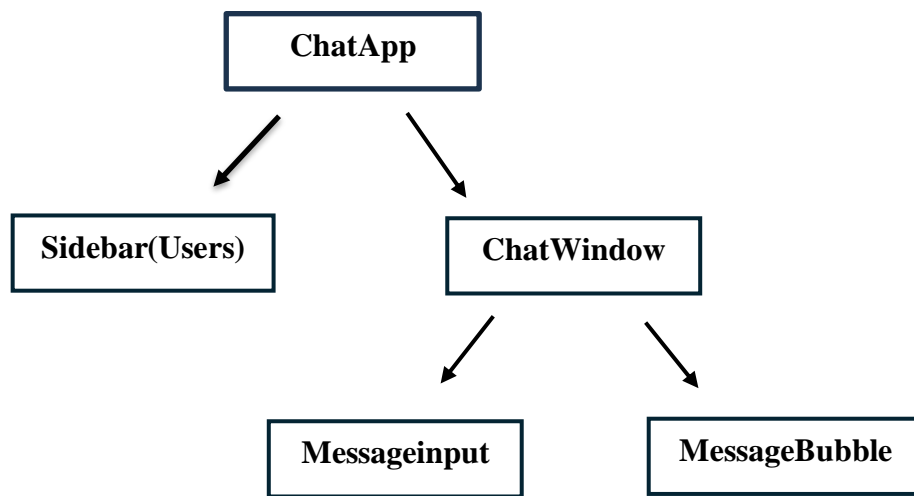 ChatApp
Sidebar(Users)
ChatWindow
Messageinput
MessageBubble